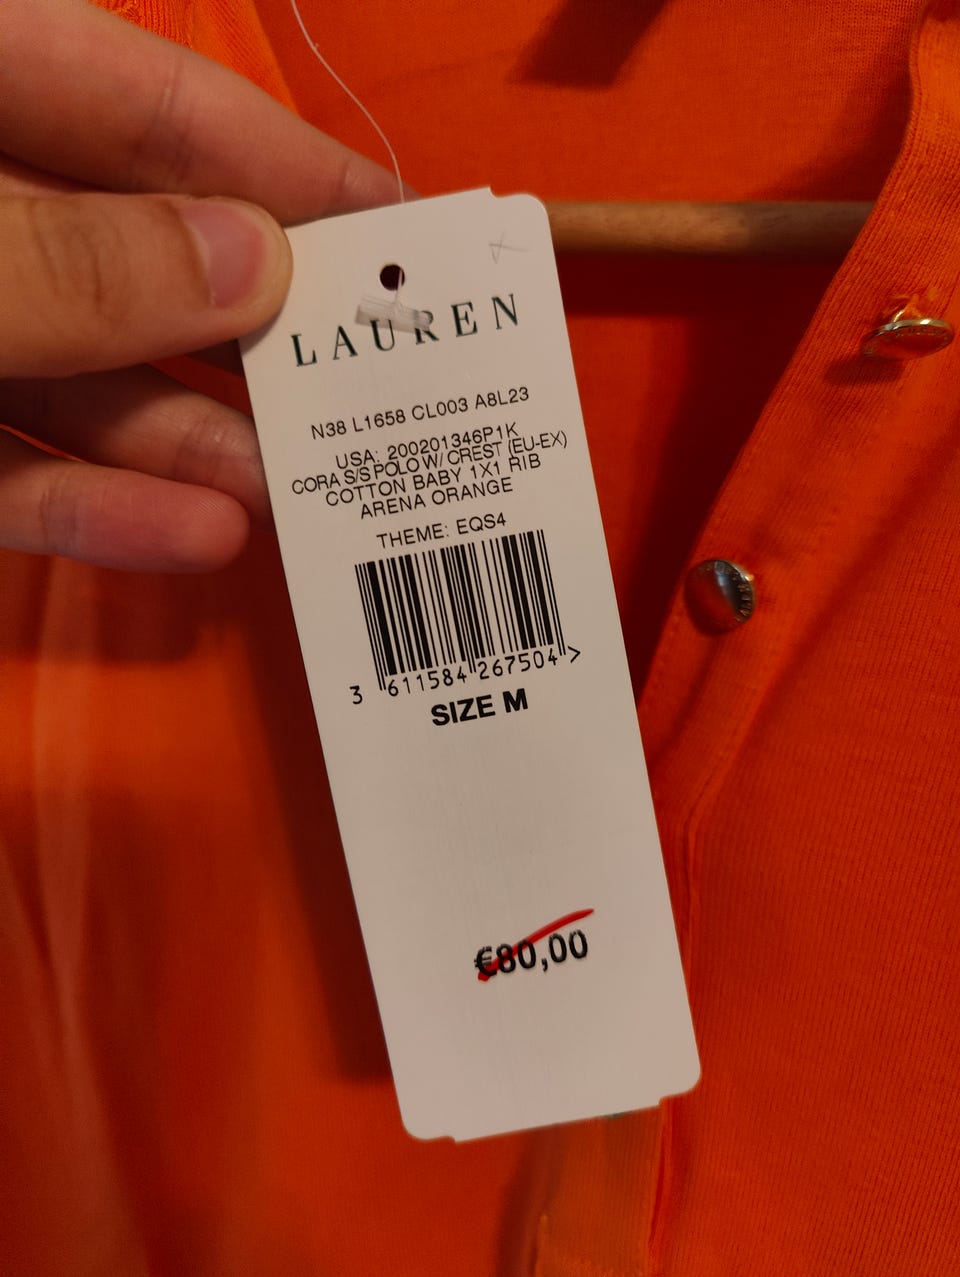 LAUREN
N38 L1658 CL003 A8L23
USA: 200201346P1K
CORA S/S POLO W/ CREST (EU-EX)
COTTON BABY 1X1 RIB
ARENA ORANGE
THEME: EQS4
3 611584 267504 >
SIZE M
€80,00